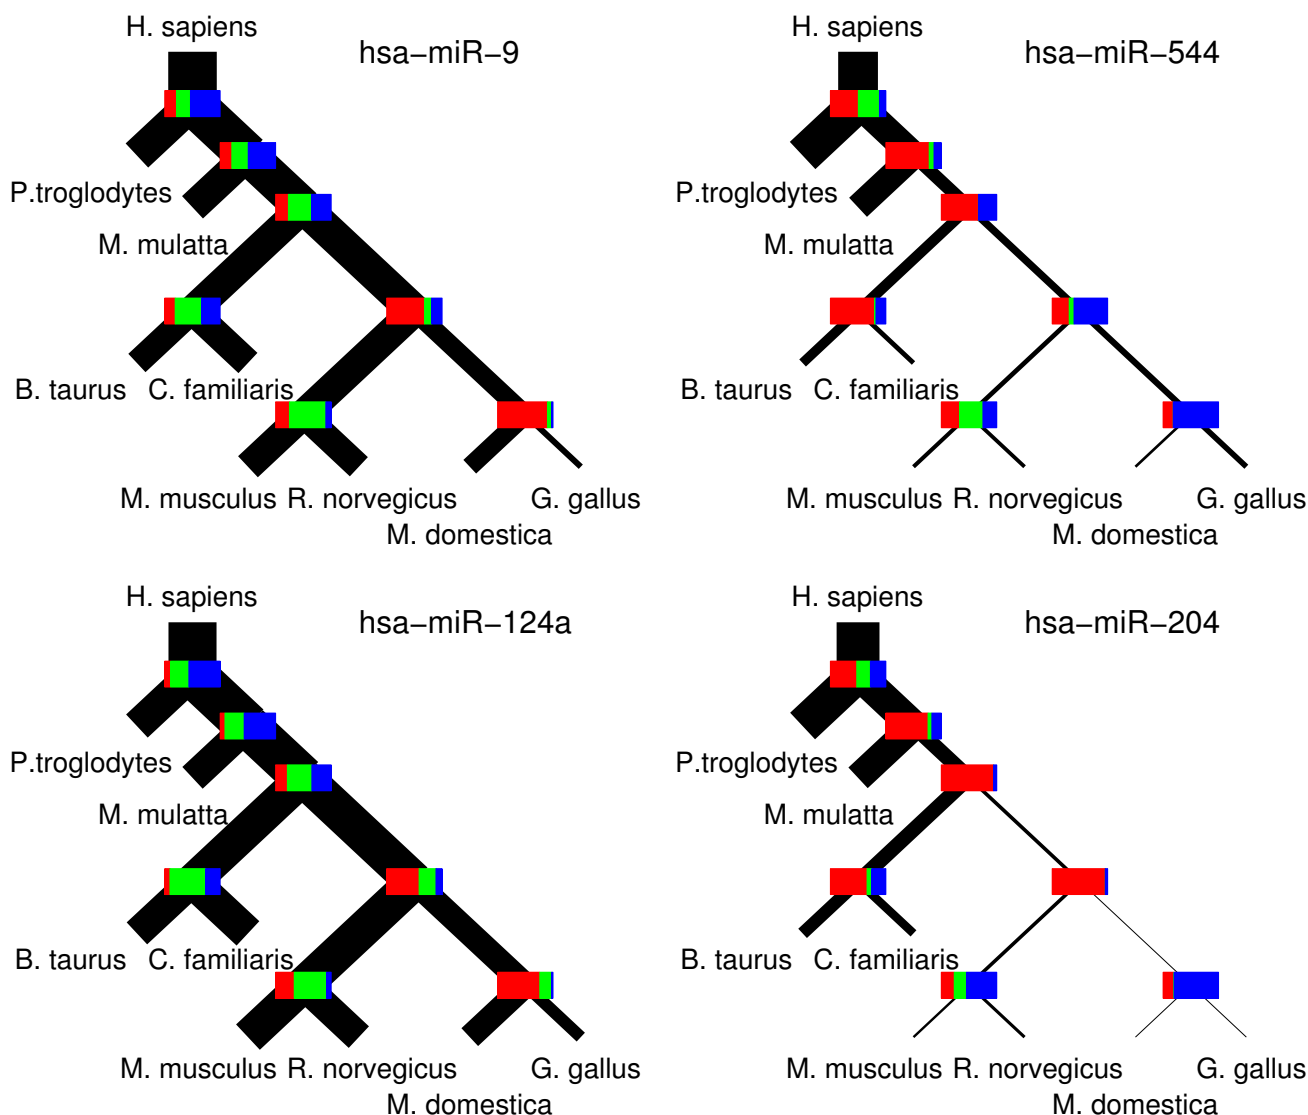 H. sapiens
hsa−miR−9
P.troglodytes
M. mulatta
B. taurus C. familiaris
M. musculus R. norvegicus G. gallus
M. domestica
H. sapiens
hsa−miR−544
P.troglodytes
M. mulatta
B. taurus C. familiaris
M. musculus R. norvegicus G. gallus
M. domestica
H. sapiens
hsa−miR−124a
P.troglodytes
M. mulatta
B. taurus C. familiaris
M. musculus R. norvegicus G. gallus
M. domestica
H. sapiens
hsa−miR−204
P.troglodytes
M. mulatta
B. taurus C. familiaris
M. musculus R. norvegicus G. gallus
M. domestica